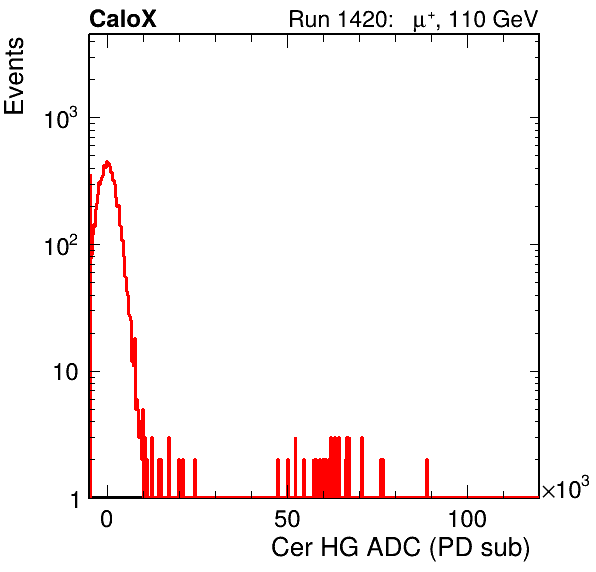 CaloX Run 1420: μ⁺, 110 GeV
Events
10³
10²
10
1
0 50 100 ×10³
Cer HG ADC (PD sub)